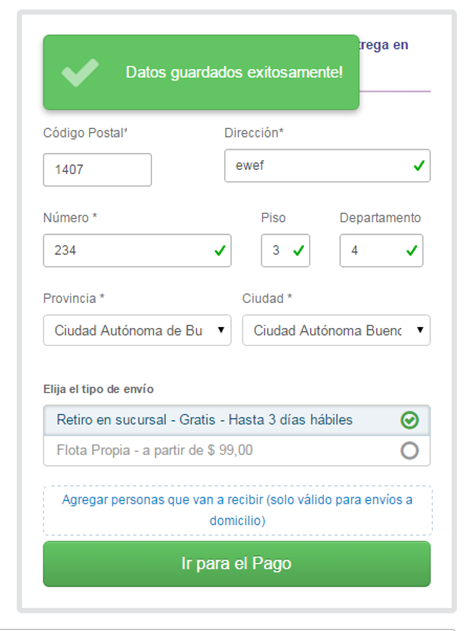 trega en
Datos guardados exitosamente!
Código Postal* Dirección*
1407 ewef
Número * Piso Departamento
234 3 4
Provincia * Ciudad *
Ciudad Autónoma de Bu Ciudad Autónoma Buenc
Elija el tipo de envío
Retiro en sucursal - Gratis - Hasta 3 días hábiles
Flota Propia - a partir de $ 99,00
Agregar personas que van a recibir (solo válido para envíos a
domicilio)
Ir para el Pago